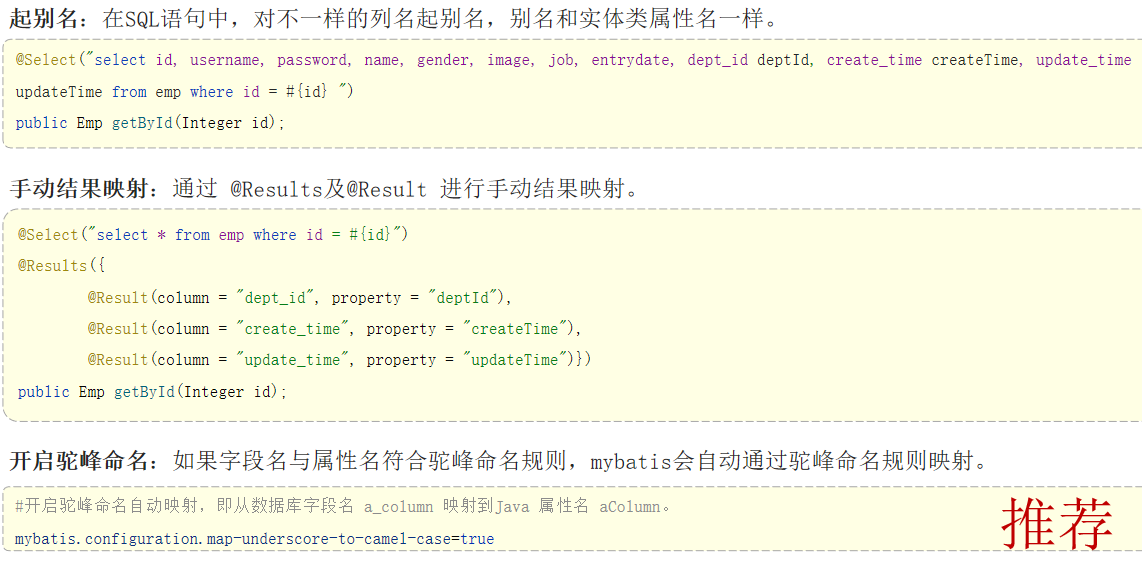 起别名：在SQL语句中，对不一样的列名起别名，别名和实体类属性名一样。
@Select("select id, username, password, name, gender, image, job, entrydate, dept_id deptId, create_time createTime, update_time
updateTime from emp where id = #{id} ")
public Emp getById(Integer id);
手动结果映射：通过 @Results及@Result 进行手动结果映射。
@Select("select * from emp where id = #{id}")
@Results({
@Result(column = "dept_id", property = "deptId"),
@Result(column = "create_time", property = "createTime"),
@Result(column = "update_time", property = "updateTime")})
public Emp getById(Integer id);
开启驼峰命名：如果字段名与属性名符合驼峰命名规则，mybatis会自动通过驼峰命名规则映射。
#开启驼峰命名自动映射，即从数据库字段名 a_column 映射到Java 属性名 aColumn。
mybatis.configuration.map-underscore-to-camel-case=true
推荐